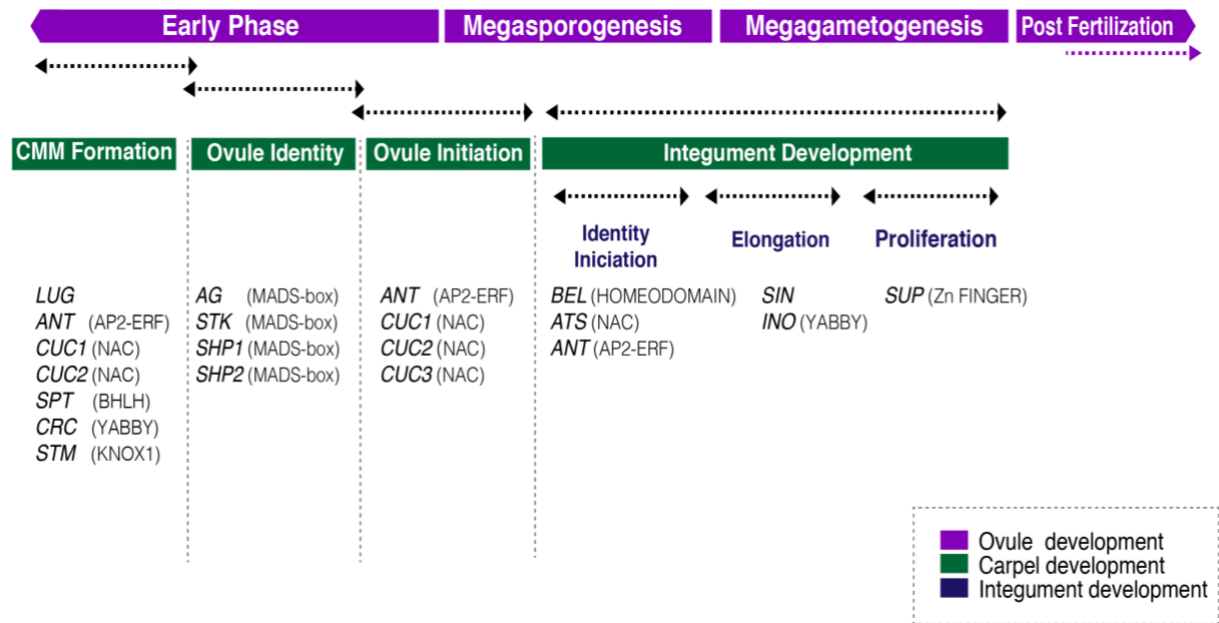 Early Phase
Megasporogenesis
Megagametogenesis
Post Fertilization
CMM Formation
Ovule Identity
Ovule Initiation
Integument Development
Identity
Iniciation
Elongation
Proliferation
LUG
ANT (AP2-ERF)
CUC1 (NAC)
CUC2 (NAC)
SPT (BHLH)
CRC (YABBY)
STM (KNOX1)
AG (MADS-box)
STK (MADS-box)
SHP1 (MADS-box)
SHP2 (MADS-box)
ANT (AP2-ERF)
CUC1 (NAC)
CUC2 (NAC)
CUC3 (NAC)
BEL (HOMEODOMAIN)
ATS (NAC)
ANT (AP2-ERF)
SIN
INO (YABBY)
SUP (Zn FINGER)
Ovule development
Carpel development
Integument development